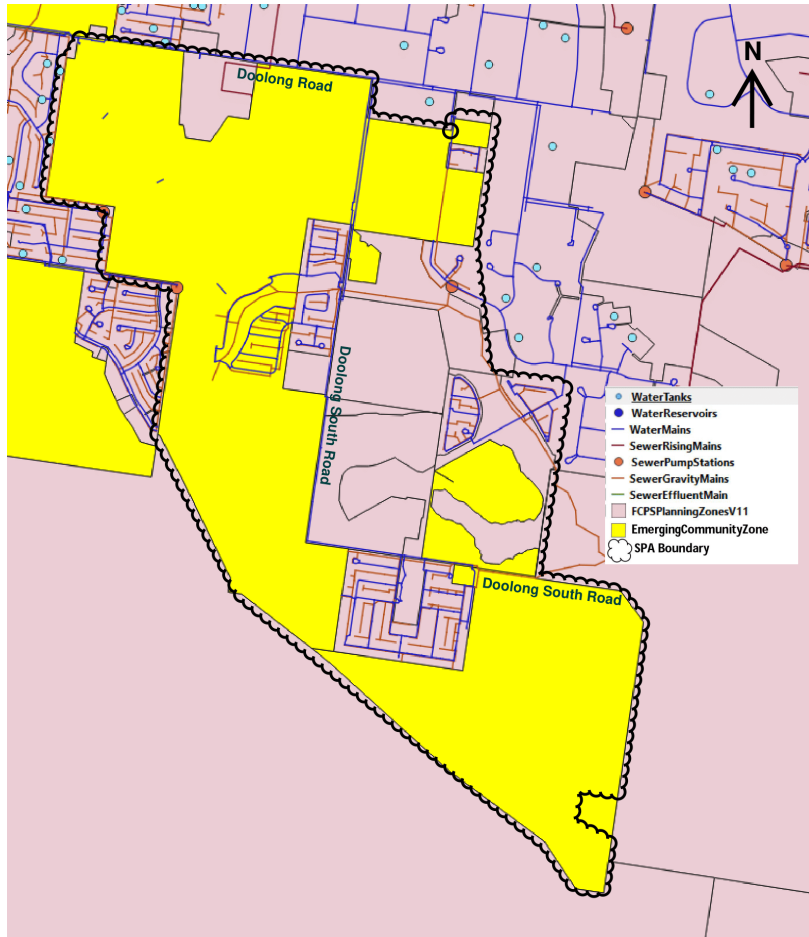 N
Doolong Road
Doolong South Road
WaterTanks
WaterReservoirs
WaterMains
SewerRisingMains
SewerPumpStations
SewerGravityMains
SewerEffluentMain
FCPSPlanningZonesV11
EmergingCommunityZone
SPA Boundary
Doolong South Road